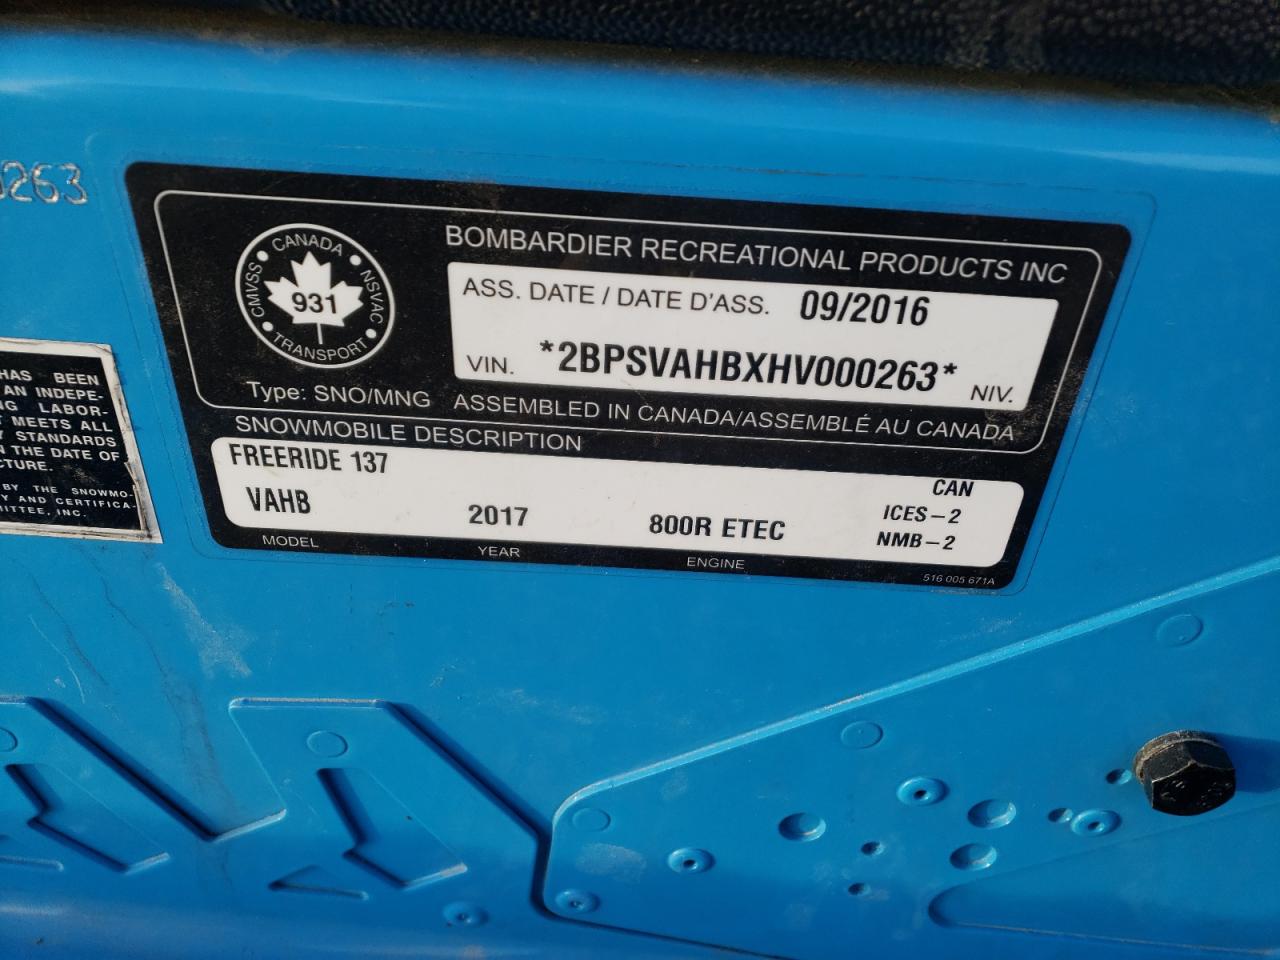 263
HAS BEEN
AN INDEPE-
LABOR-
MEETS ALL
STANDARDS
THE DATE OF
BY THE SNOWMO-
AND CERTIFICA-
INC.
CANADA
CMVSS
NSVAC
931
TRANSPORT
BOMBARDIER RECREATIONAL PRODUCTS INC
ASS. DATE / DATE D'ASS. 09/2016
VIN. *2BPSVAHBXHV000263* NIV.
Type: SNO/MNG ASSEMBLED IN CANADA/ASSEMBLÉ AU CANADA
SNOWMOBILE DESCRIPTION
FREERIDE 137 CAN
VAHB 2017 800R ETEC ICES-2
NMB-2
MODEL YEAR ENGINE
516 005 671A